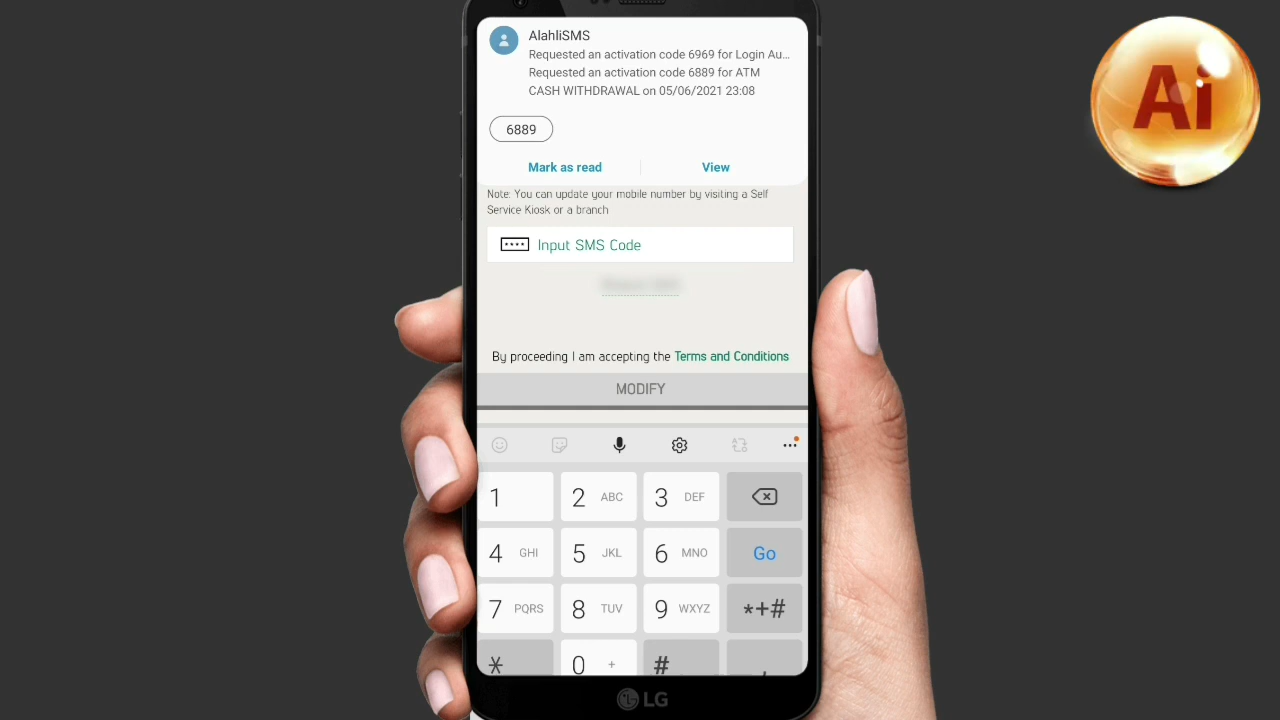 AlahliSMS
Requested an activation code 6969 for Login Au...
Requested an activation code 6889 for ATM
CASH WITHDRAWAL on 05/06/2021 23:08
6889
Mark as read View
Note: You can update your mobile number by visiting a Self
Service Kiosk or a branch
Input SMS Code
By proceeding I am accepting the Terms and Conditions
MODIFY
1 2 ABC 3 DEF
4 GHI 5 JKL 6 MNO Go
7 PQRS 8 TUV 9 WXYZ *+#
* 0 + #
LG
Ai